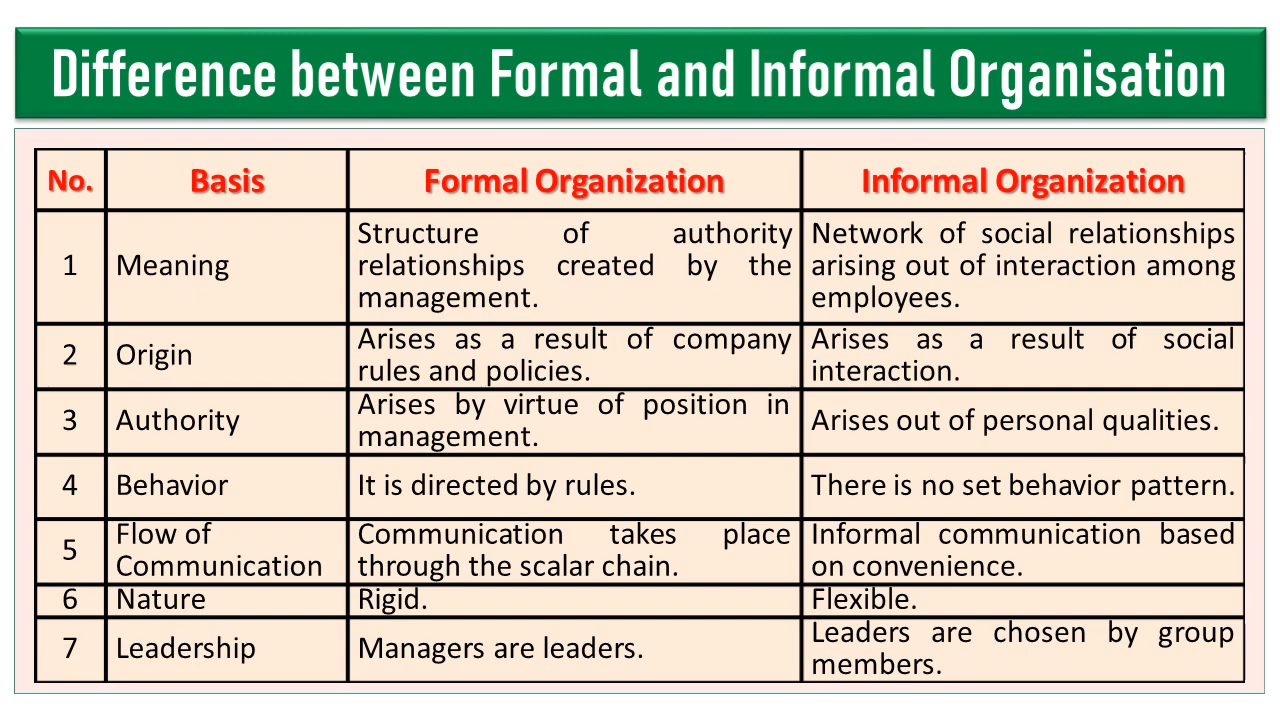 Difference between Formal and Informal Organisation
No. Basis Formal Organization Informal Organization
1 Meaning
Structure of authority
relationships created by the
management.
Network of social relationships
arising out of interaction among
employees.
2 Origin
Arises as a result of company
rules and policies.
Arises as a result of social
interaction.
3 Authority
Arises by virtue of position in
management.
Arises out of personal qualities.
4 Behavior
It is directed by rules.
There is no set behavior pattern.
5
Flow of
Communication
Communication takes place
through the scalar chain.
Informal communication based
on convenience.
6 Nature
Rigid.
Flexible.
7 Leadership
Managers are leaders.
Leaders are chosen by group
members.